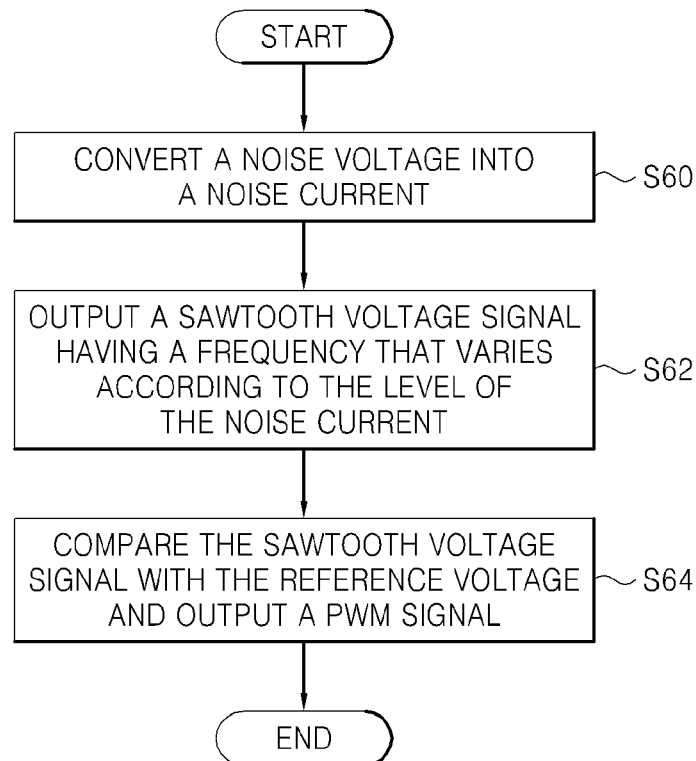 START
CONVERT A NOISE VOLTAGE INTO
A NOISE CURRENT
S60
OUTPUT A SAWTOOTH VOLTAGE SIGNAL
HAVING A FREQUENCY THAT VARIES
ACCORDING TO THE LEVEL OF
THE NOISE CURRENT
S62
COMPARE THE SAWTOOTH VOLTAGE
SIGNAL WITH THE REFERENCE VOLTAGE
AND OUTPUT A PWM SIGNAL
S64
END